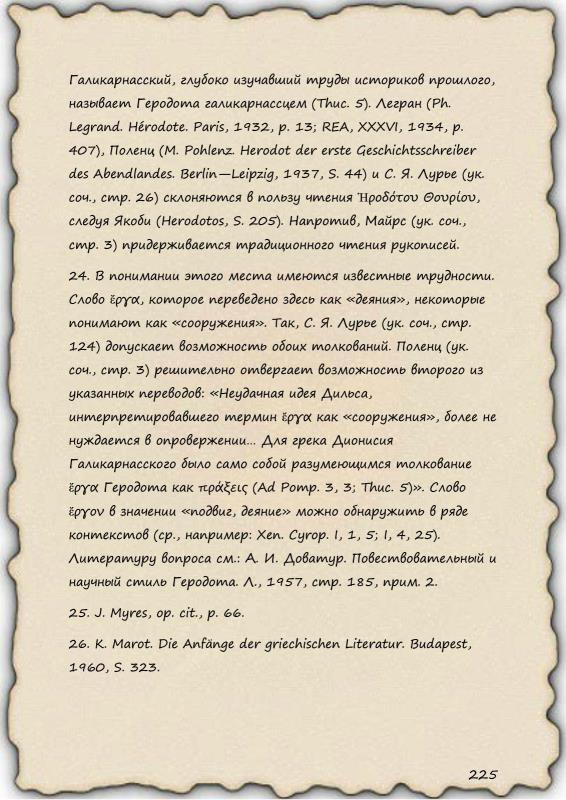 Галикарнасский, глубоко изучавший труды историков прошлого,
называет Геродота галикарнассцем (Thuc. 5). Легран (Ph.
Legrand. Hérodote. Paris, 1932, p. 13; REA, XXXVI, 1934, p.
407), Поленц (M. Pohlenz. Herodot der erste Geschichtsschreiber
des Abendlandes. Berlin—Leipzig, 1937, S. 44) и С. Я. Лурье (ук.
соч., стр. 26) склоняются в пользу чтения Ἡροδότου Θουρίου,
следуя Якоби (Herodotos, S. 205). Напротив, Майрс (ук. соч.,
стр. 3) придерживается традиционного чтения рукописей.
24. В понимании этого места имеются известные трудности.
Слово ἔργα, которое переведено здесь как «деяния», некоторые
понимают как «сооружения». Так, С. Я. Лурье (ук. соч., стр.
124) допускает возможность обоих толкований. Поленц (ук.
соч., стр. 3) решительно отвергает возможность второго из
указанных переводов: «Неудачная идея Дильса,
интерпретировавшего термин ἔργα как «сооружения», более не
нуждается в опровержении... Для грека Дионисия
Галикарнасского было само собой разумеющимся толкование
ἔργα Геродота как πράξεις (Ad Pomp. 3, 3; Thuc. 5)». Слово
ἔργον в значении «подвиг, деяние» можно обнаружить в ряде
контекстов (ср., например: Xen. Cyrop. I, 1, 5; I, 4, 25).
Литературу вопроса см.: А. И. Доватур. Повествовательный и
научный стиль Геродота. Л., 1957, стр. 185, прим. 2.
25. J. Myres, op. cit., p. 66.
26. K. Marot. Die Anfänge der griechischen Literatur. Budapest,
1960, S. 323.
225